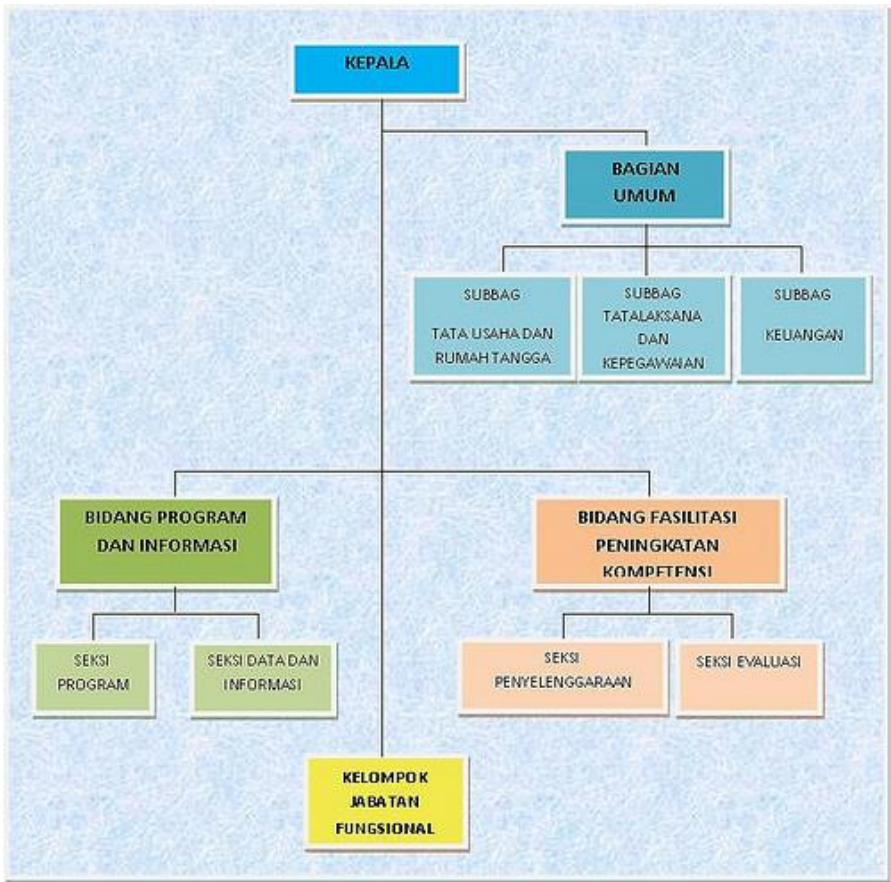 KEPALA
BAGIAN
UMUM
SUBBAG
TATA USAHA DAN
RUMAH TANGGA
SUBBAG
TATALAKSANA
DAN
KEPEGAWAIAN
SUBBAG
KEUANGAN
BIDANG PROGRAM
DAN INFORMASI
BIDANG FASILITASI
PENINGKATAN
KOMPETENSI
SEKSI
PROGRAM
SEKSI DATA DAN
INFORMASI
SEKSI
PENYELENGGARAAN
SEKSI EVALUASI
KELOMPOK
JABATAN
FUNGSIONAL